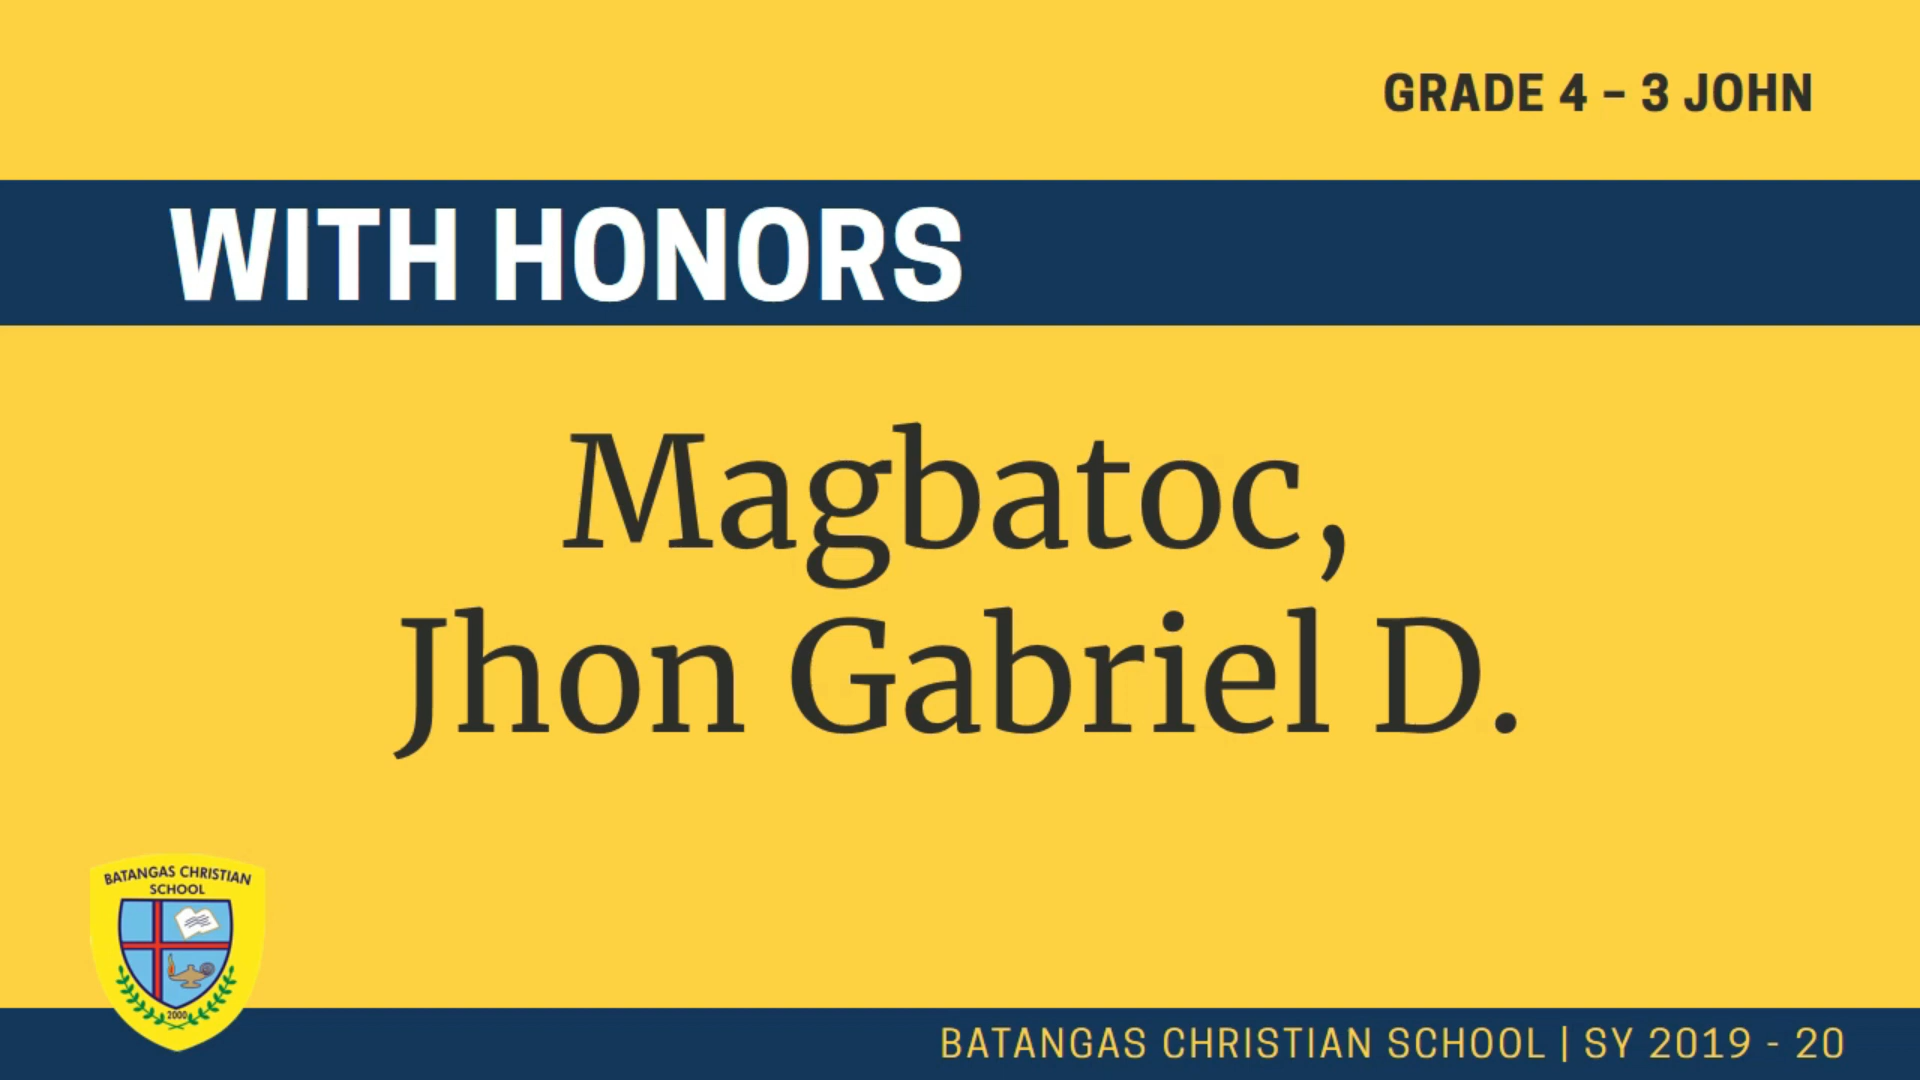 GRADE 4 – 3 JOHN
WITH HONORS
Magbatoc,
Jhon Gabriel D.
BATANGAS CHRISTIAN
SCHOOL
2000
BATANGAS CHRISTIAN SCHOOL | SY 2019 - 20